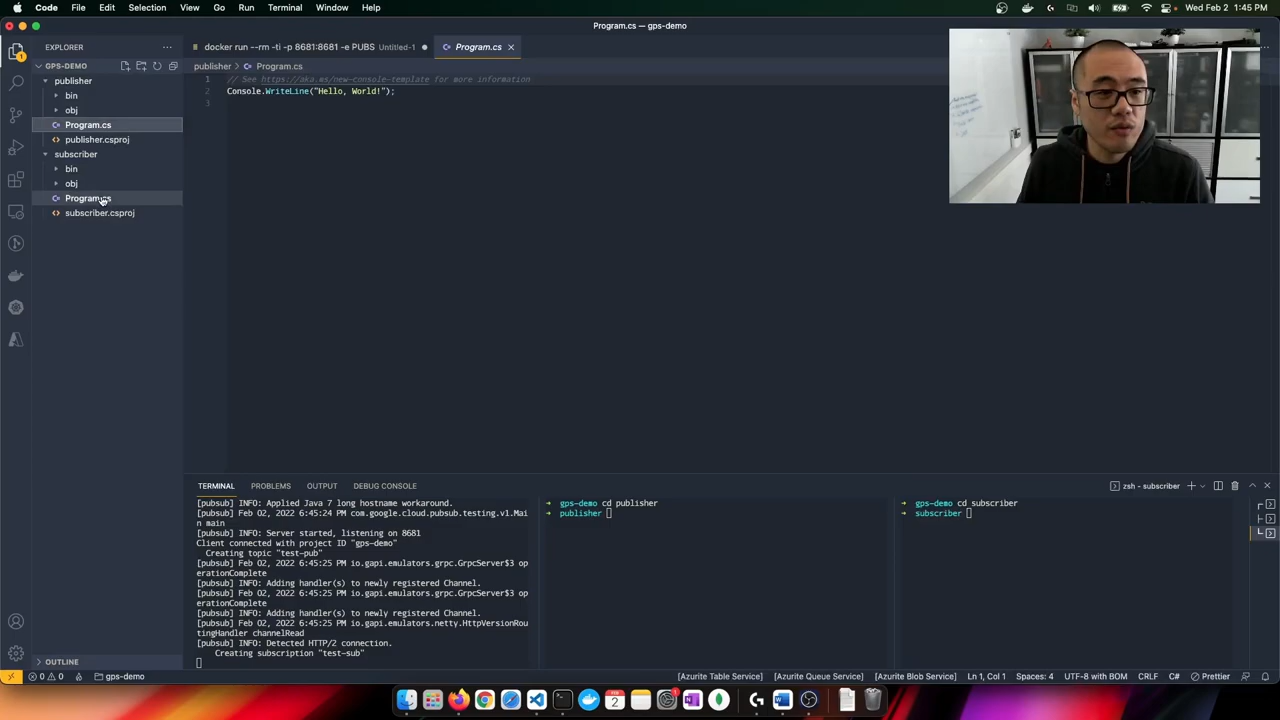 Code File Edit Selection View Go Run Terminal Window Help
Wed Feb 2 1:45 PM
Program.cs — gps-demo
EXPLORER
docker run --rm -ti -p 8681:8681 -e PUBS Untitled-1
Program.cs
GPS-DEMO
publisher > Program.cs
publisher
bin
obj
Program.cs
publisher.csproj
subscriber
bin
obj
Program.cs
subscriber.csproj
1 // See https://aka.ms/new-console-template for more information
2 Console.WriteLine("Hello, World!");
3
TERMINAL PROBLEMS OUTPUT DEBUG CONSOLE
zsh - subscriber
[pubsub] INFO: Applied Java 7 long hostname workaround.
[pubsub] Feb 02, 2022 6:45:24 PM com.google.cloud.pubsub.testing.v1.Mai
n main
[pubsub] INFO: Server started, listening on 8681
Client connected with project ID "gps-demo"
Creating topic "test-pub"
[pubsub] Feb 02, 2022 6:45:25 PM io.gapi.emulators.grpc.GrpcServer$3 op
erationComplete
[pubsub] INFO: Adding handler(s) to newly registered Channel.
[pubsub] Feb 02, 2022 6:45:25 PM io.gapi.emulators.grpc.GrpcServer$3 op
erationComplete
[pubsub] INFO: Adding handler(s) to newly registered Channel.
[pubsub] Feb 02, 2022 6:45:25 PM io.gapi.emulators.netty.HttpVersionRou
tingHandler channelRead
[pubsub] INFO: Detected HTTP/2 connection.
Creating subscription "test-sub"
gps-demo cd publisher
publisher
gps-demo cd subscriber
subscriber
OUTLINE
0 0 gps-demo
[Azurite Table Service] [Azurite Queue Service] [Azurite Blob Service] Ln 1, Col 1 Spaces: 4 UTF-8 with BOM CRLF C# Prettier
FEB
2